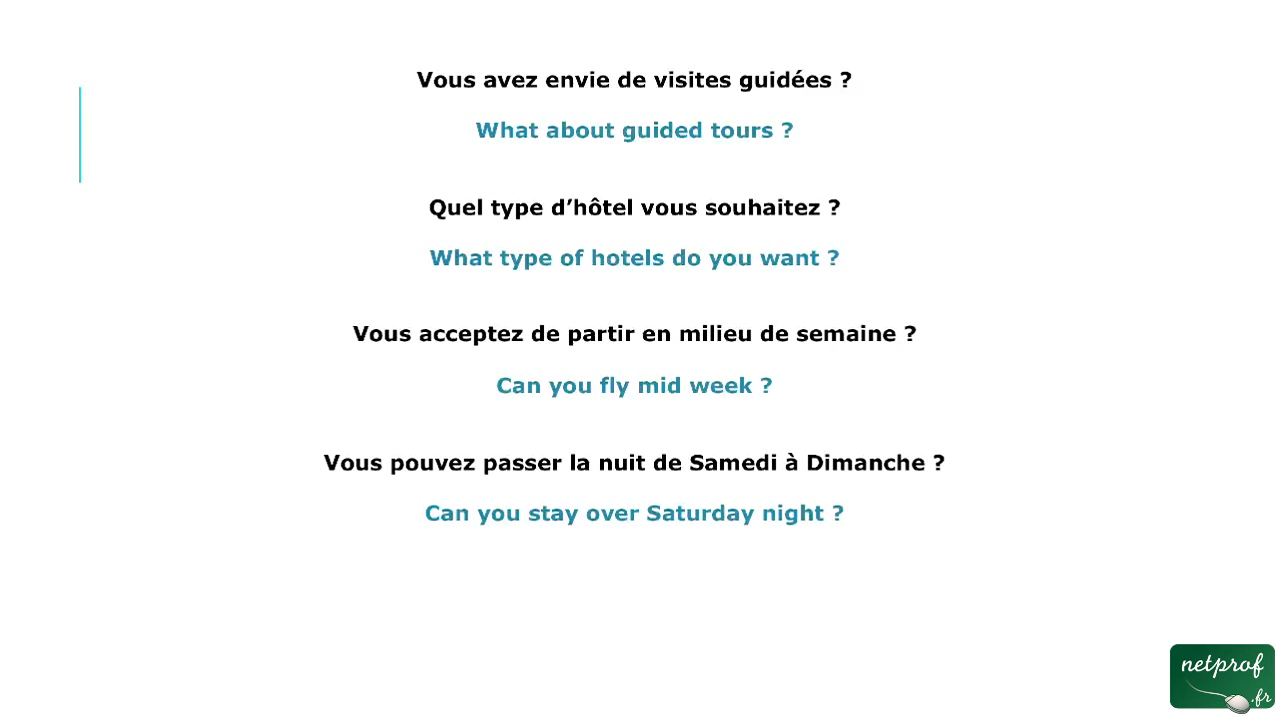 Vous avez envie de visites guidées ?
What about guided tours ?
Quel type d’hôtel vous souhaitez ?
What type of hotels do you want ?
Vous acceptez de partir en milieu de semaine ?
Can you fly mid week ?
Vous pouvez passer la nuit de Samedi à Dimanche ?
Can you stay over Saturday night ?
netprof
.fr